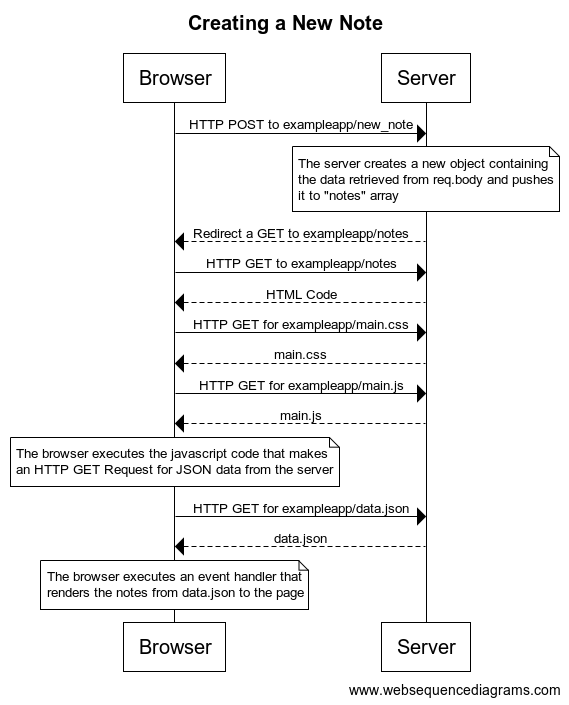 Creating a New Note
Browser
Server
HTTP POST to exampleapp/new_note
The server creates a new object containing
the data retrieved from req.body and pushes
it to "notes" array
Redirect a GET to exampleapp/notes
HTTP GET to exampleapp/notes
HTML Code
HTTP GET for exampleapp/main.css
main.css
HTTP GET for exampleapp/main.js
main.js
The browser executes the javascript code that makes
an HTTP GET Request for JSON data from the server
HTTP GET for exampleapp/data.json
data.json
The browser executes an event handler that
renders the notes from data.json to the page
Browser
Server
www.websequencediagrams.com